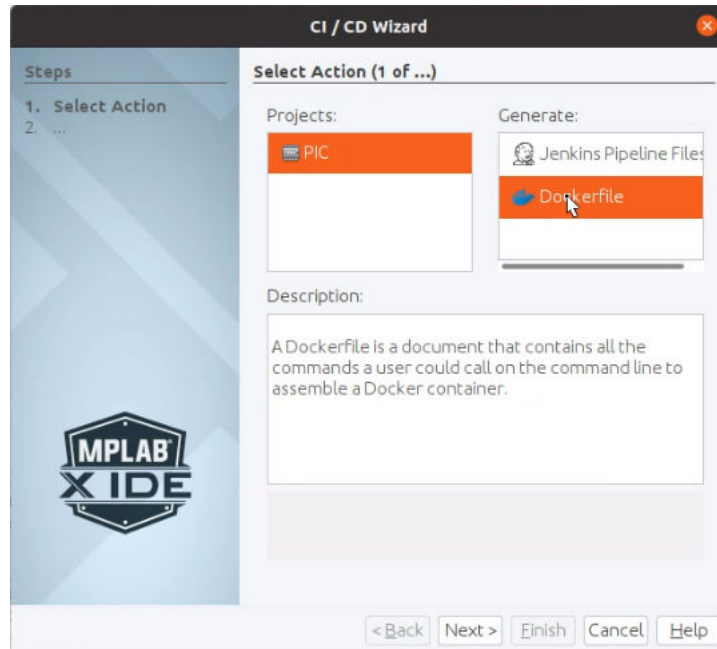 CI / CD Wizard
Steps
1. Select Action
2. ...
MPLAB
X IDE
Select Action (1 of ...)
Projects:
PIC
Generate:
Jenkins Pipeline Files
Dockerfile
Description:
A Dockerfile is a document that contains all the
commands a user could call on the command line to
assemble a Docker container.
< Back
Next >
Finish
Cancel
Help